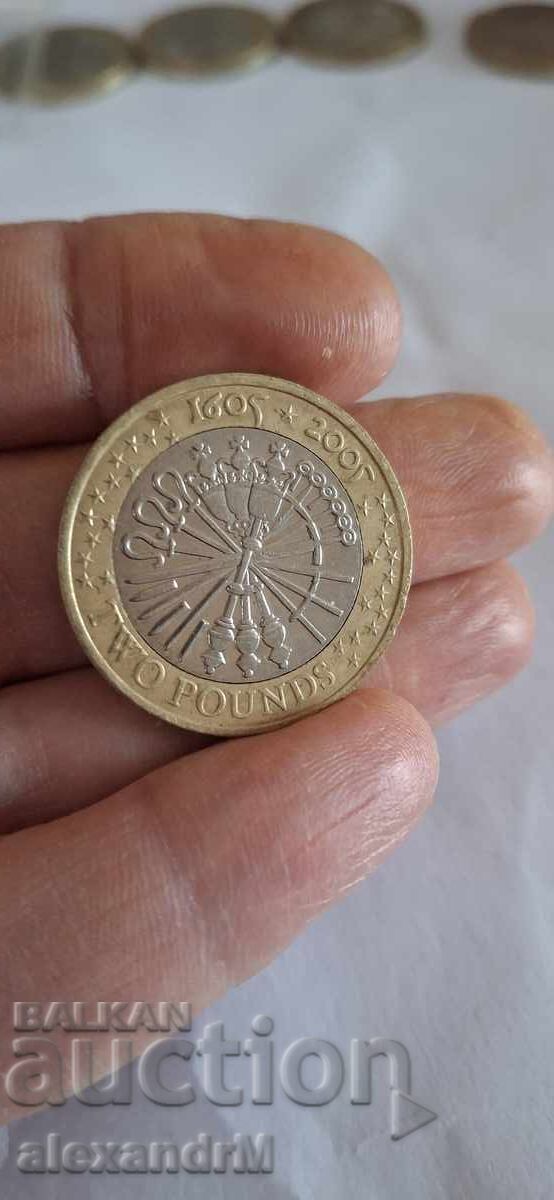 1605 ★ 2005
TWO POUNDS
BALKAN
auction
alexandrM